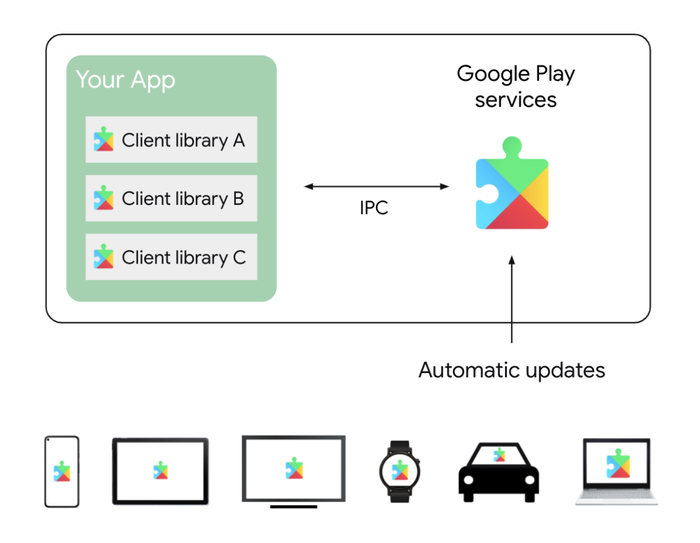 Your App
Client library A
Client library B
Client library C
IPC
Google Play
services
Automatic updates